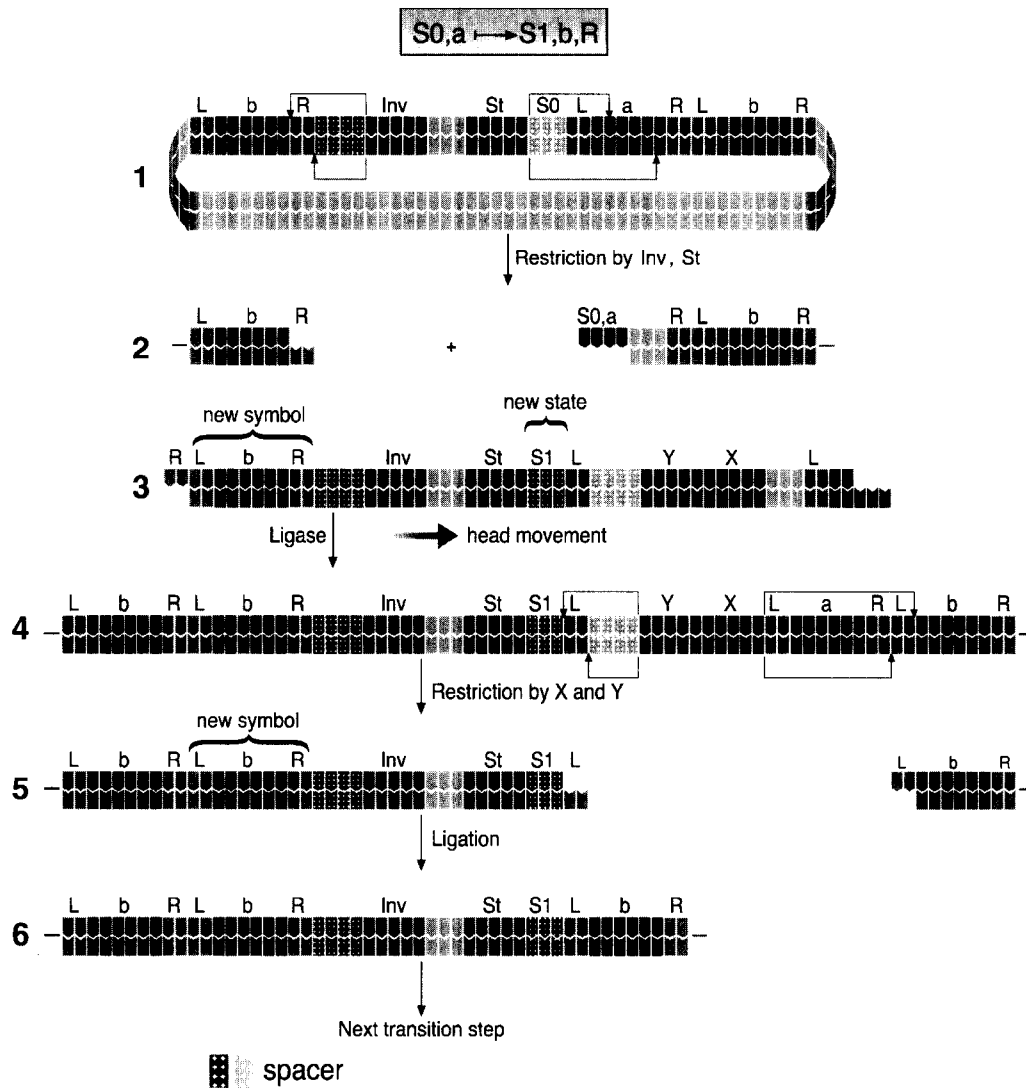 S0,a ⟼ S1,b,R
L b R Inv St S0 L a R L b R
1
Restriction by Inv, St
L b R S0,a R L b R
2 +
new symbol new state
R L b R Inv St S1 L Y X L
3
Ligase head movement
L b R L b R Inv St S1 L Y X L a R L b R
4
Restriction by X and Y
new symbol
L b R L b R Inv St S1 L L b R
5
Ligation
L b R L b R Inv St S1 L b R
6
Next transition step
spacer